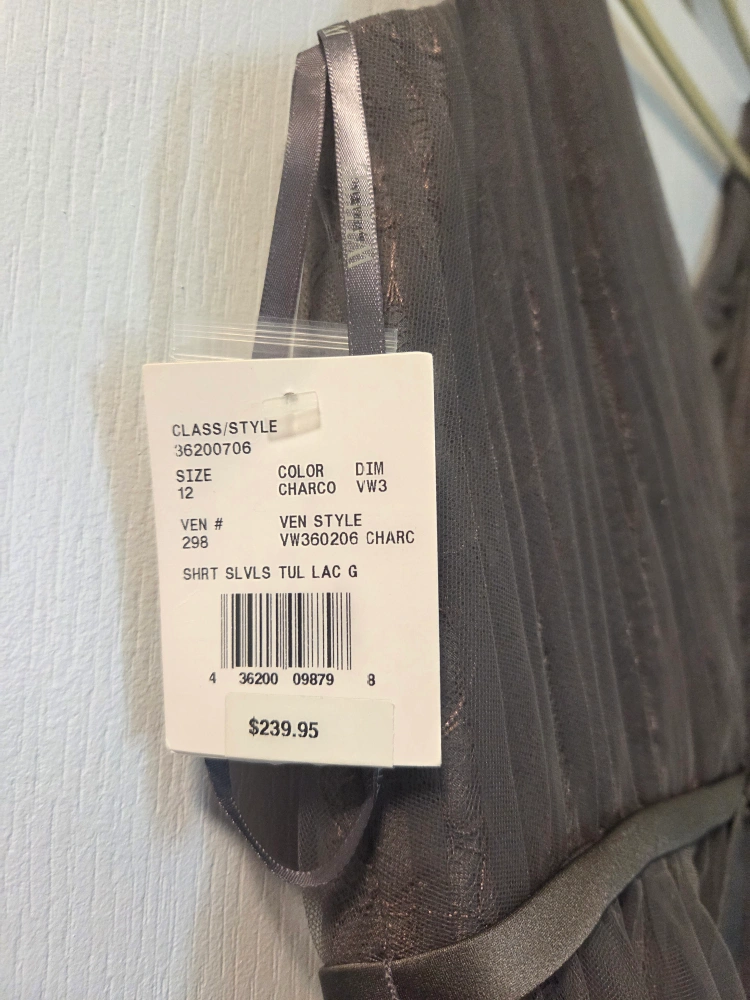 CLASS/STYLE
36200706
SIZE COLOR DIM
12 CHARCO VW3
VEN # VEN STYLE
298 VW360206 CHARC
SHRT SLVLS TUL LAC G
4 36200 09879 8
$239.95